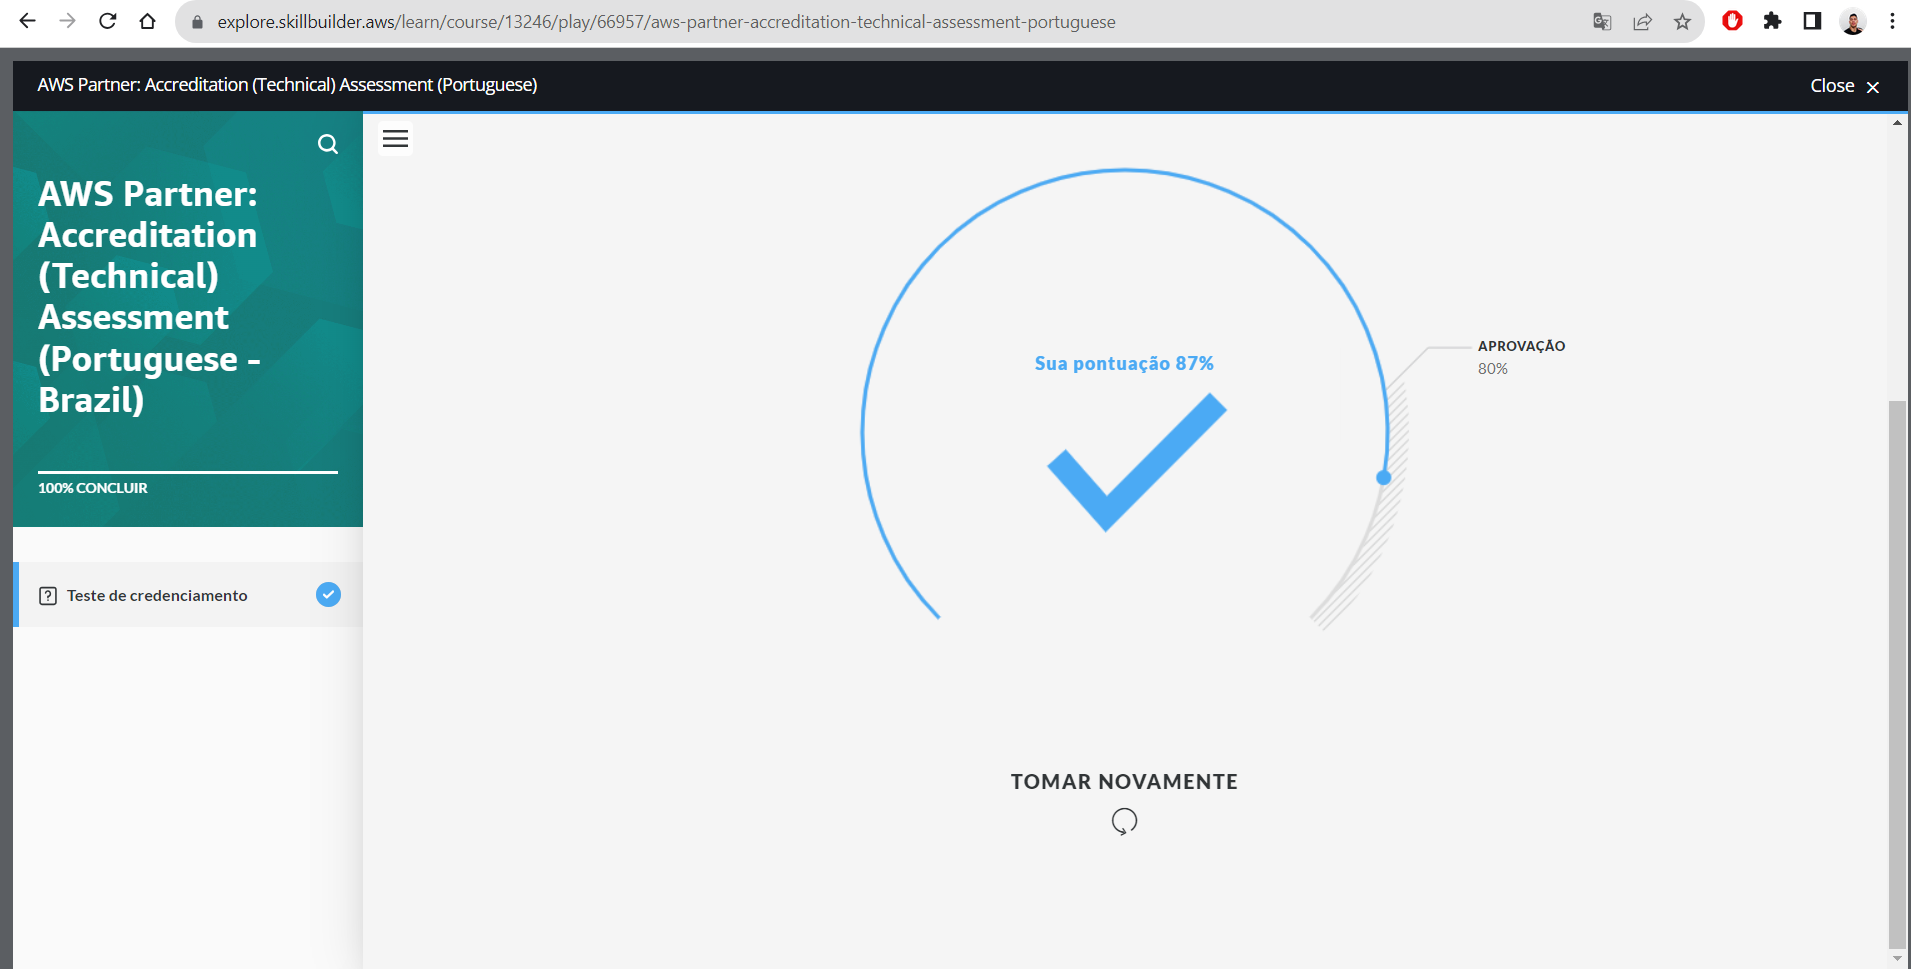 explore.skillbuilder.aws/learn/course/13246/play/66957/aws-partner-accreditation-technical-assessment-portuguese
AWS Partner: Accreditation (Technical) Assessment (Portuguese)
Close
AWS Partner:
Accreditation
(Technical)
Assessment
(Portuguese -
Brazil)
100% CONCLUIR
Teste de credenciamento
Sua pontuação 87%
APROVAÇÃO
80%
TOMAR NOVAMENTE